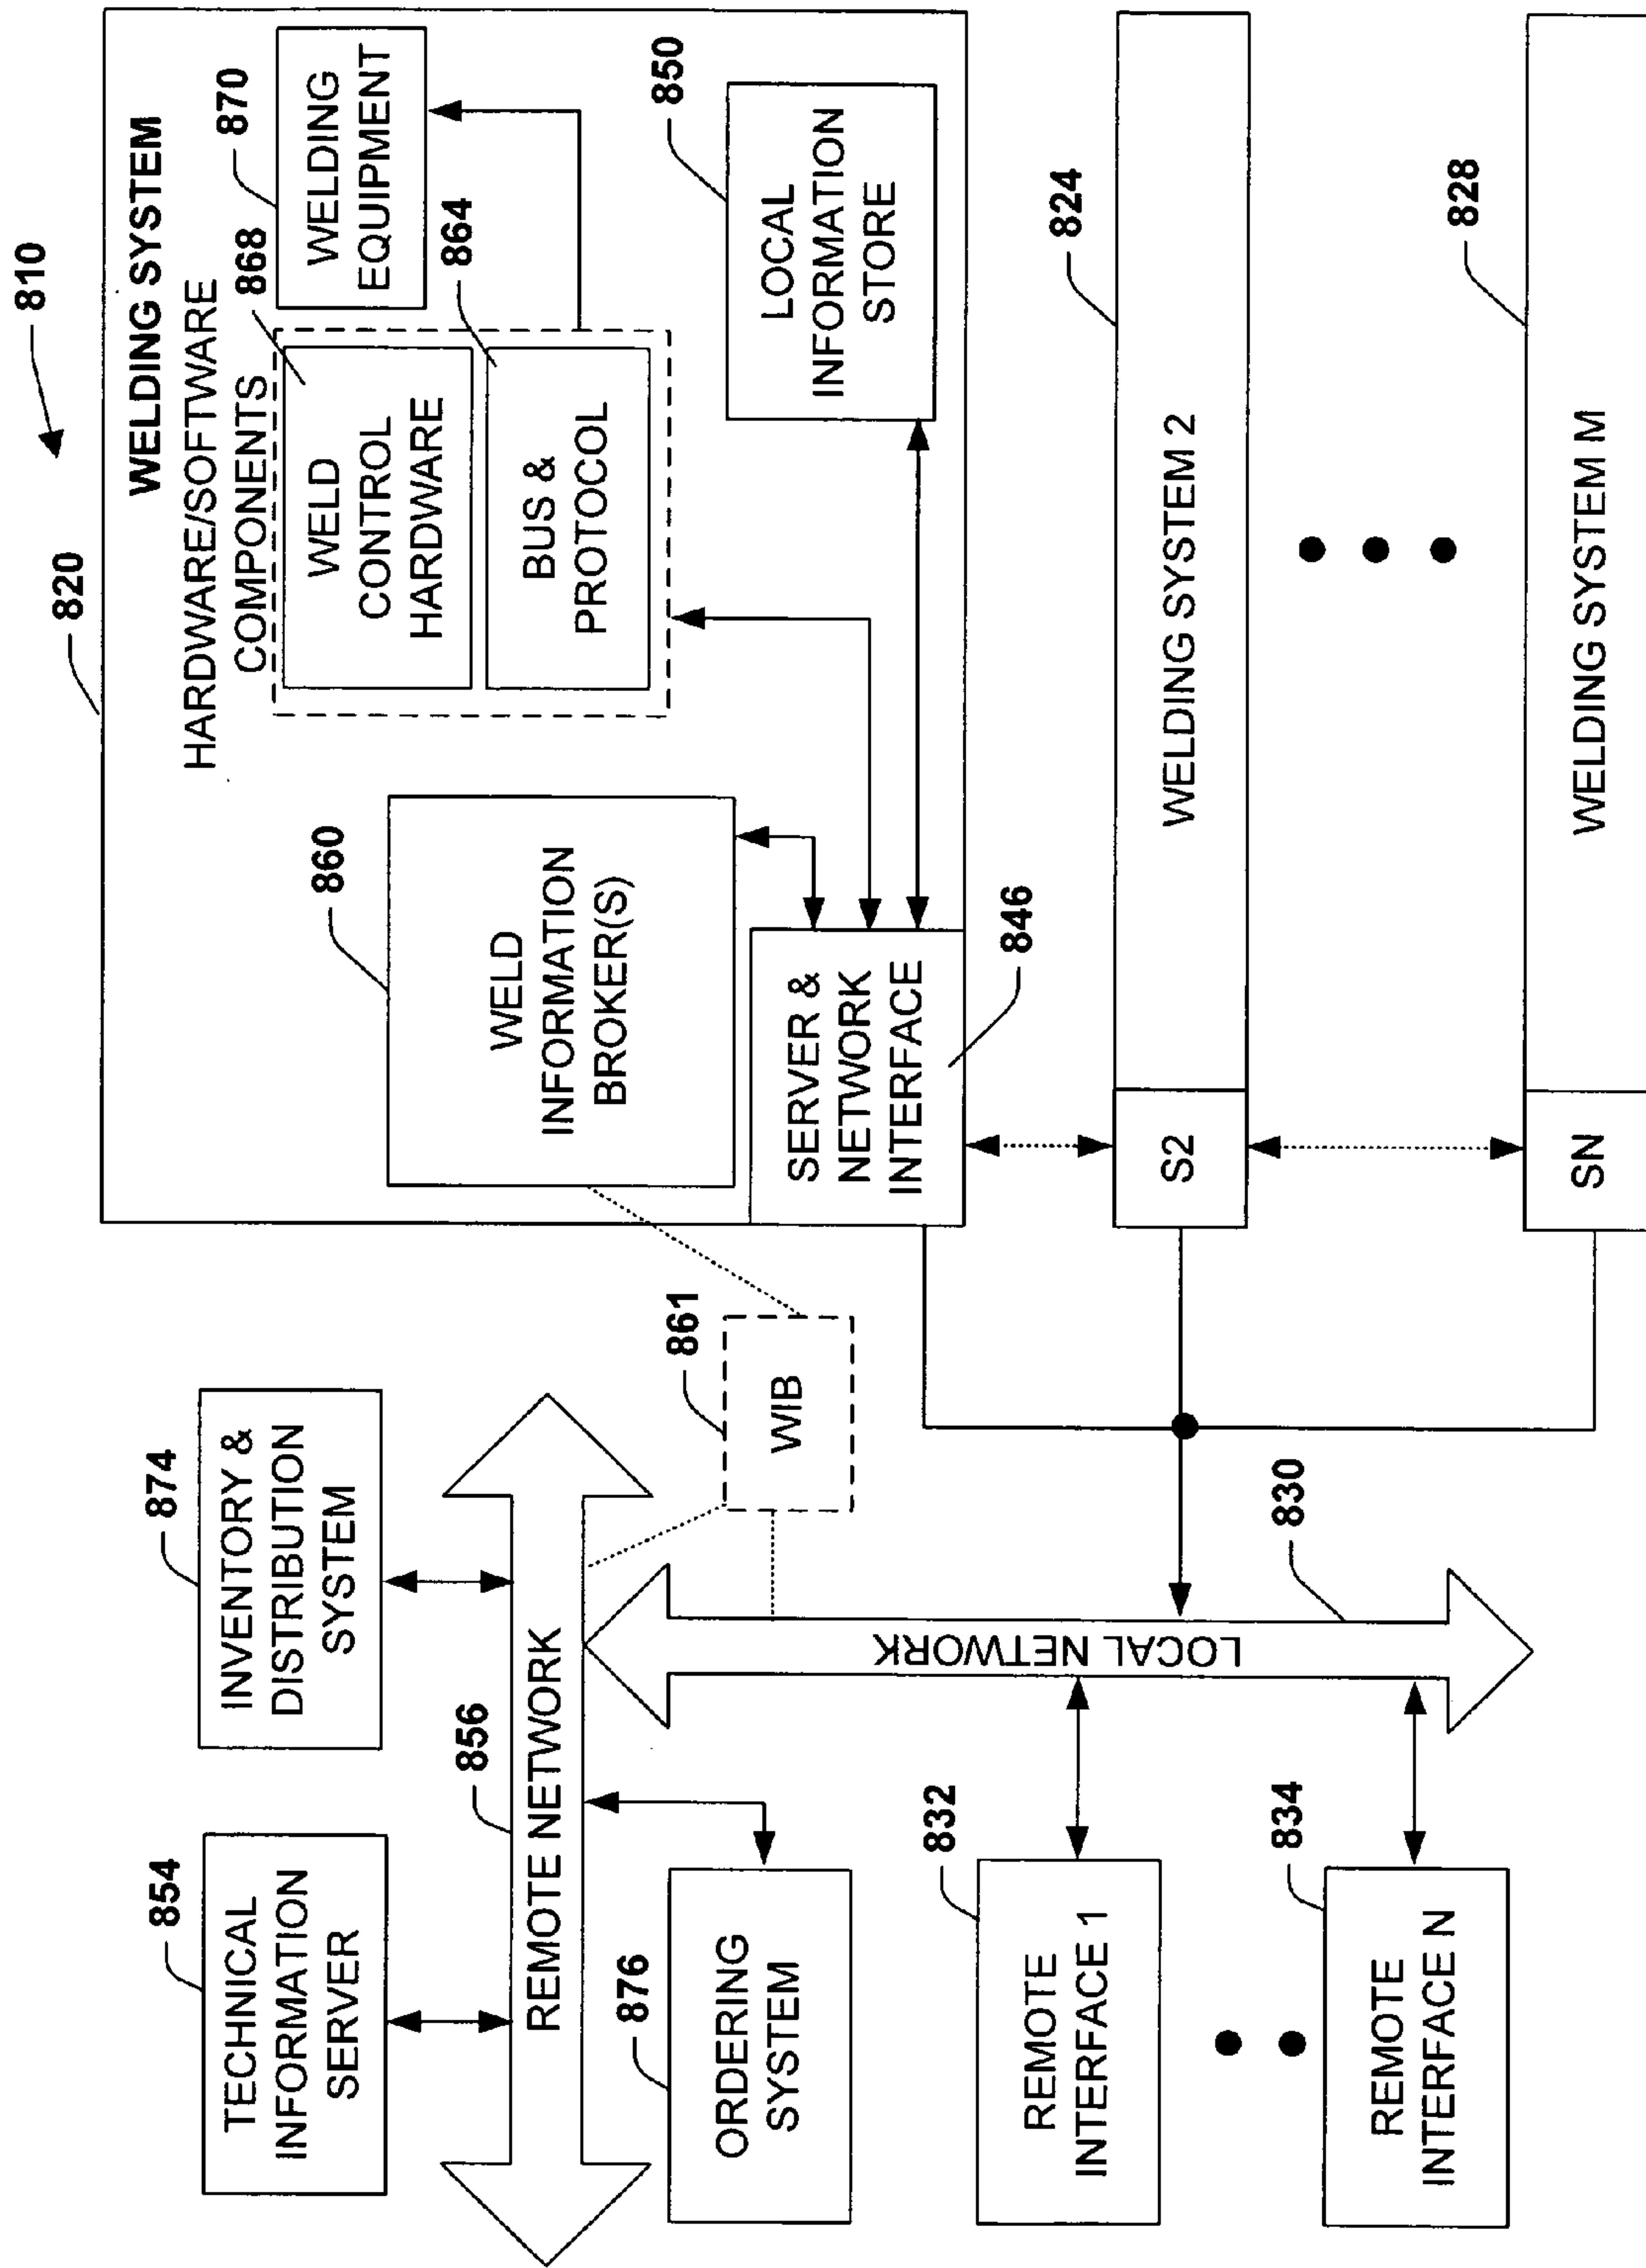 810
820
WELDING SYSTEM
HARDWARE/SOFTWARE
COMPONENTS
868
WELD
CONTROL
HARDWARE
864
BUS &
PROTOCOL
870
WELDING
EQUIPMENT
850
LOCAL
INFORMATION
STORE
860
WELD
INFORMATION
BROKER(S)
846
SERVER &
NETWORK
INTERFACE
824
S2
WELDING SYSTEM 2
828
SN
WELDING SYSTEM M
854
TECHNICAL
INFORMATION
SERVER
874
INVENTORY &
DISTRIBUTION
SYSTEM
856
REMOTE NETWORK
861
WIB
876
ORDERING
SYSTEM
830
LOCAL NETWORK
832
REMOTE
INTERFACE 1
834
REMOTE
INTERFACE N